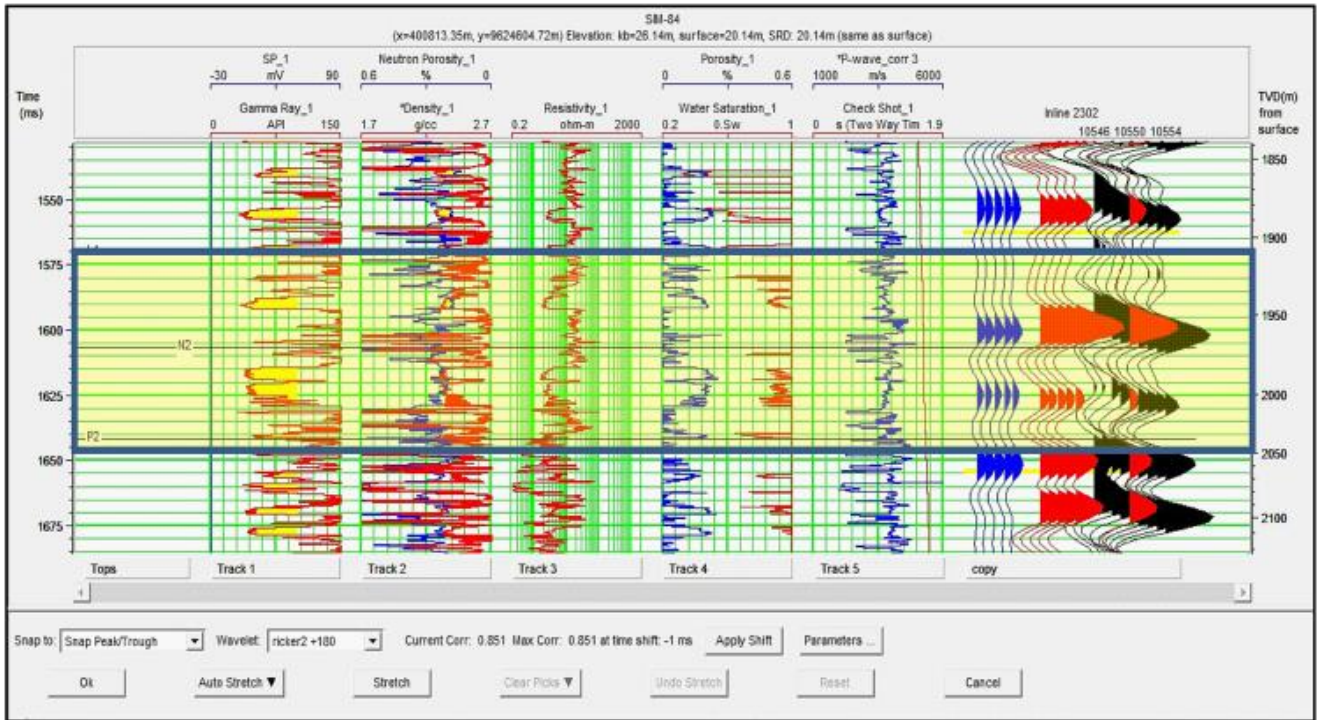 SIM-84
(x=400813.35m, y=9624604.72m) Elevation: kb=26.14m, surface=20.14m, SRD: 20.14m (same as surface)
SP_1 Neutron Porosity_1 Porosity_1 *P-wave_corr 3
-30 mV 90 0.6 % 0 0 % 0.6 1000 m/s 6000
Time (ms) Gamma Ray_1 *Density_1 Resistivity_1 Water Saturation_1 Check Shot_1 Inline 2302 TVD(m) from surface
0 API 150 1.7 g/cc 2.7 0.2 ohm-m 2000 0.2 0.Sw 1 0 s (Two Way Tim 1.9 10546 10550 10554
1850
1550
1900
1575
1950
1600
N2
1625 2000
P2
1650 2050
1675 2100
Tops Track 1 Track 2 Track 3 Track 4 Track 5 copy
Snap to: Snap Peak/Trough Wavelet: ricker2 +180 Current Corr: 0.851 Max Corr: 0.851 at time shift: -1 ms Apply Shift Parameters ...
Ok Auto Stretch ▼ Stretch Clear Picks ▼ Undo Stretch Reset Cancel